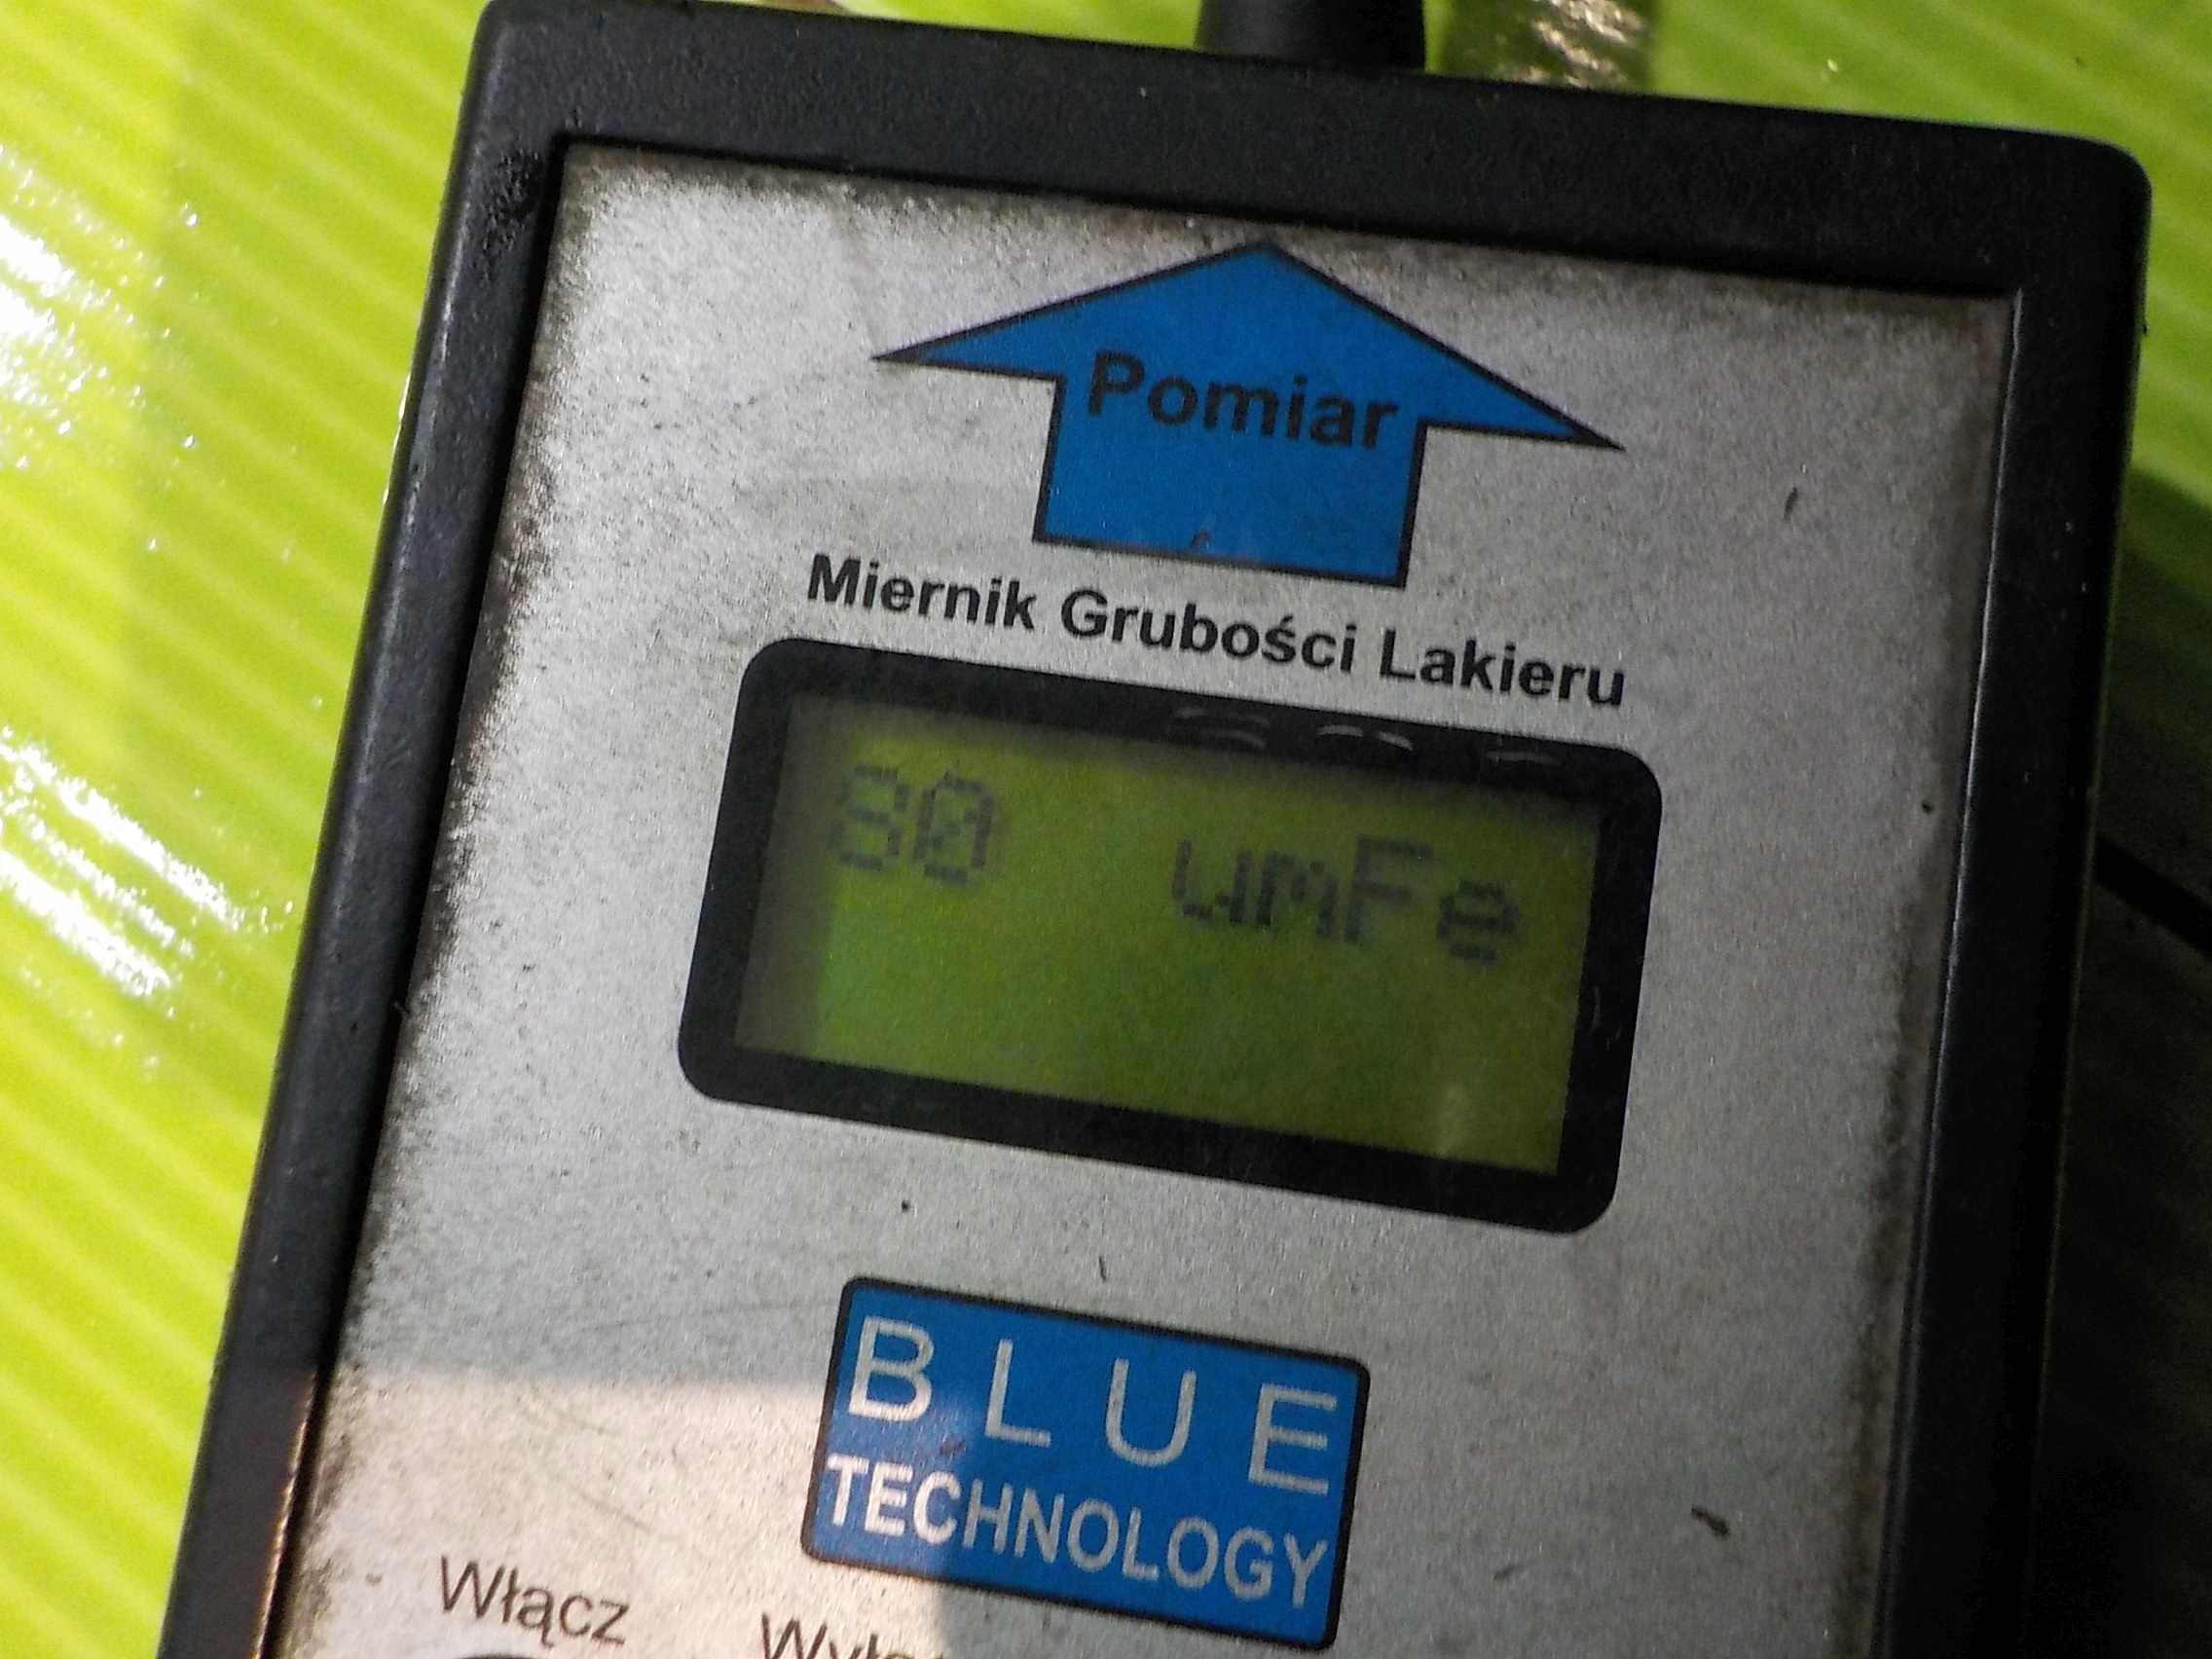 Pomiar
Miernik Grubości Lakieru
80 umFe
BLUE
TECHNOLOGY
Włącz